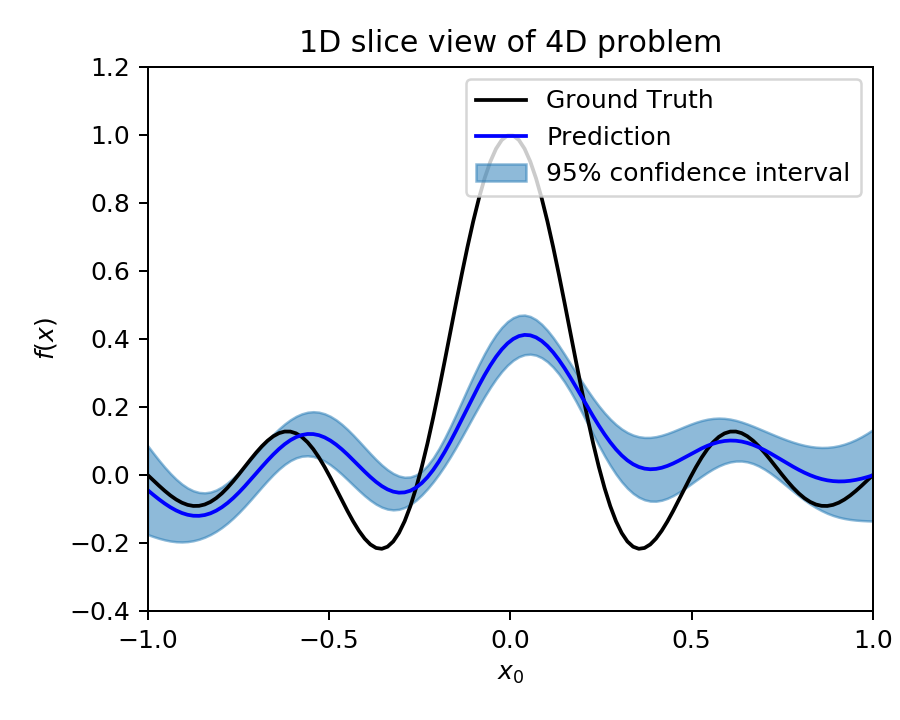 1D slice view of 4D problem
1.2
1.0
0.8
0.6
0.4
0.2
0.0
−0.2
−0.4
f(x)
Ground Truth
Prediction
95% confidence interval
−1.0
−0.5
0.0
0.5
1.0
x₀